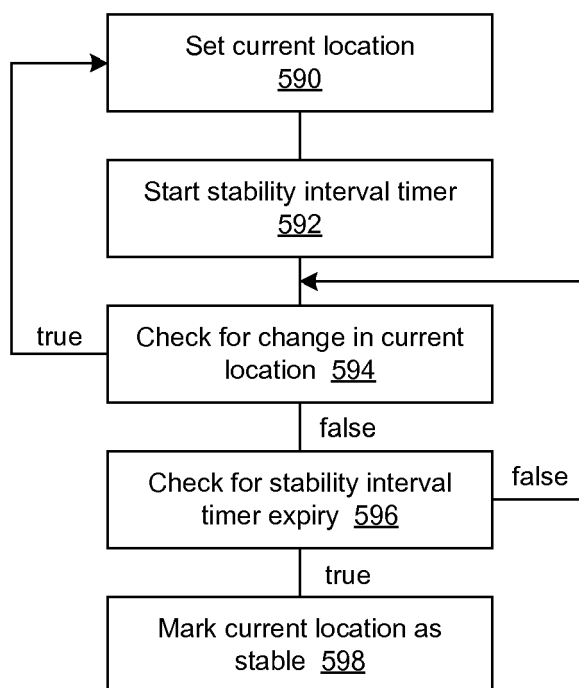 Set current location
590
Start stability interval timer
592
true
Check for change in current
location 594
false
Check for stability interval
timer expiry 596
false
true
Mark current location as
stable 598